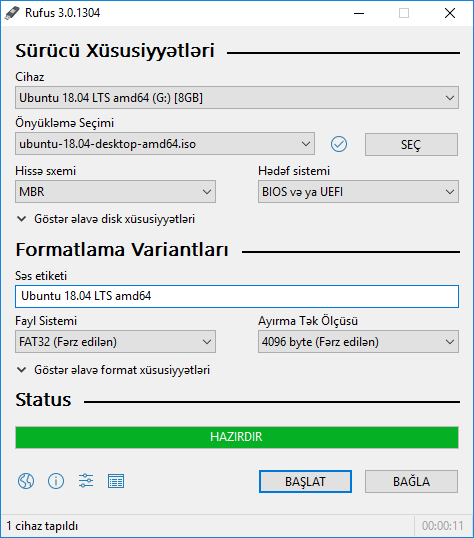 Rufus 3.0.1304
Sürücü Xüsusiyyətləri
Cihaz
Ubuntu 18.04 LTS amd64 (G:) [8GB]
Önyükləmə Seçimi
ubuntu-18.04-desktop-amd64.iso
SEÇ
Hissə sxemi
Hədəf sistemi
MBR
BIOS və ya UEFI
Göstər əlavə disk xüsusiyyətləri
Formatlama Variantları
Səs etiketi
Ubuntu 18.04 LTS amd64
Fayl Sistemi
Ayırma Tək Ölçüsü
FAT32 (Fərz edilən)
4096 byte (Fərz edilən)
Göstər əlavə format xüsusiyyətləri
Status
HAZIRDIR
BAŞLAT
BAĞLA
1 cihaz tapıldı
00:00:11